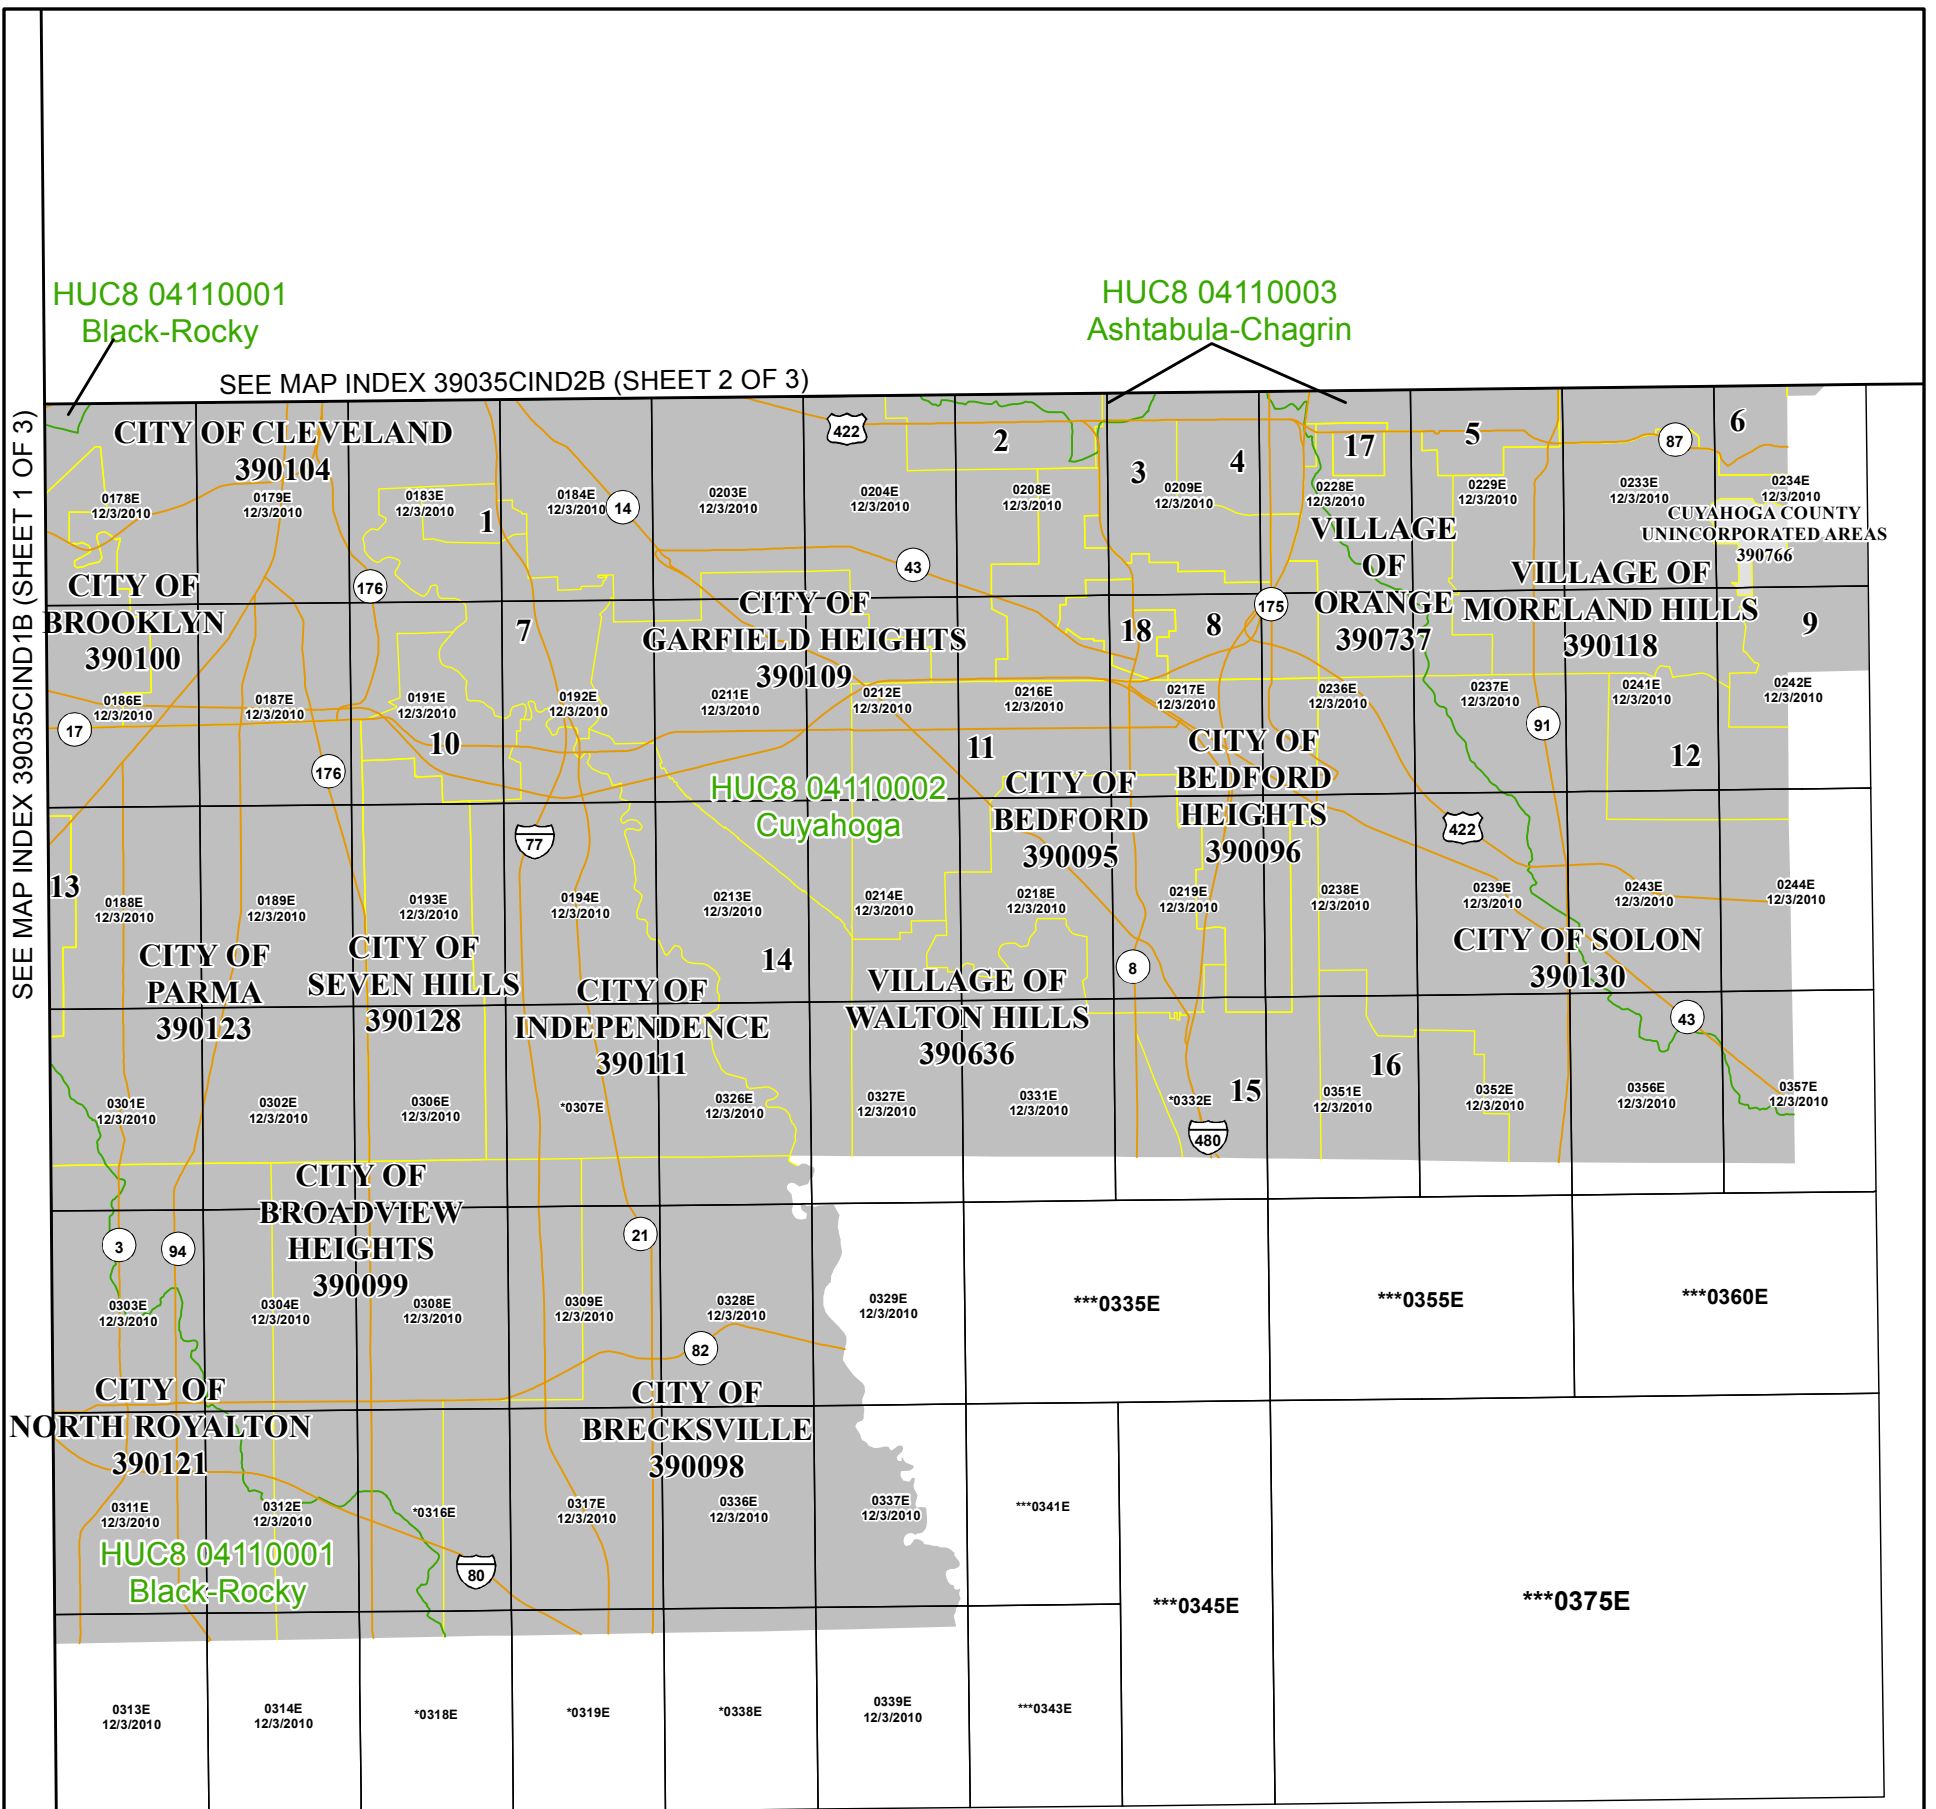 HUC8 04110001
Black-Rocky
HUC8 04110003
Ashtabula-Chagrin
SEE MAP INDEX 39035CIND2B (SHEET 2 OF 3)
SEE MAP INDEX 39035CIND1B (SHEET 1 OF 3)
CITY OF CLEVELAND
390104
422
2
3
4
17
5
87
6
0178E
12/3/2010
0179E
12/3/2010
0183E
12/3/2010
1
0184E
12/3/2010
14
0203E
12/3/2010
0204E
12/3/2010
0208E
12/3/2010
0209E
12/3/2010
0228E
12/3/2010
0229E
12/3/2010
0233E
12/3/2010
0234E
12/3/2010
CUYAHOGA COUNTY
UNINCORPORATED AREAS
390766
VILLAGE
OF
ORANGE
390737
VILLAGE OF
MORELAND HILLS
390118
CITY OF
BROOKLYN
390100
176
43
CITY OF
GARFIELD HEIGHTS
390109
7
18
8
175
9
0186E
12/3/2010
0187E
12/3/2010
0191E
12/3/2010
0192E
12/3/2010
0211E
12/3/2010
0212E
12/3/2010
0216E
12/3/2010
0217E
12/3/2010
0236E
12/3/2010
0237E
12/3/2010
0241E
12/3/2010
0242E
12/3/2010
17
176
10
11
91
12
HUC8 04110002
Cuyahoga
CITY OF
BEDFORD
390095
CITY OF
BEDFORD
HEIGHTS
390096
77
422
13
0188E
12/3/2010
0189E
12/3/2010
0193E
12/3/2010
0194E
12/3/2010
0213E
12/3/2010
0214E
12/3/2010
0218E
12/3/2010
0219E
12/3/2010
0238E
12/3/2010
0239E
12/3/2010
0243E
12/3/2010
0244E
12/3/2010
CITY OF
PARMA
390123
CITY OF
SEVEN HILLS
390128
CITY OF
INDEPENDENCE
390111
14
VILLAGE OF
WALTON HILLS
390636
8
CITY OF SOLON
390130
43
15
16
0301E
12/3/2010
0302E
12/3/2010
0306E
12/3/2010
*0307E
0326E
12/3/2010
0327E
12/3/2010
0331E
12/3/2010
*0332E
0351E
12/3/2010
0352E
12/3/2010
0356E
12/3/2010
0357E
12/3/2010
480
CITY OF
BROADVIEW
HEIGHTS
390099
3
94
21
0303E
12/3/2010
0304E
12/3/2010
0308E
12/3/2010
0309E
12/3/2010
0328E
12/3/2010
0329E
12/3/2010
***0335E
***0355E
***0360E
82
CITY OF
NORTH ROYALTON
390121
CITY OF
BRECKSVILLE
390098
0311E
12/3/2010
0312E
12/3/2010
*0316E
0317E
12/3/2010
0336E
12/3/2010
0337E
12/3/2010
***0341E
HUC8 04110001
Black-Rocky
80
***0345E
***0375E
0313E
12/3/2010
0314E
12/3/2010
*0318E
*0319E
*0338E
0339E
12/3/2010
***0343E